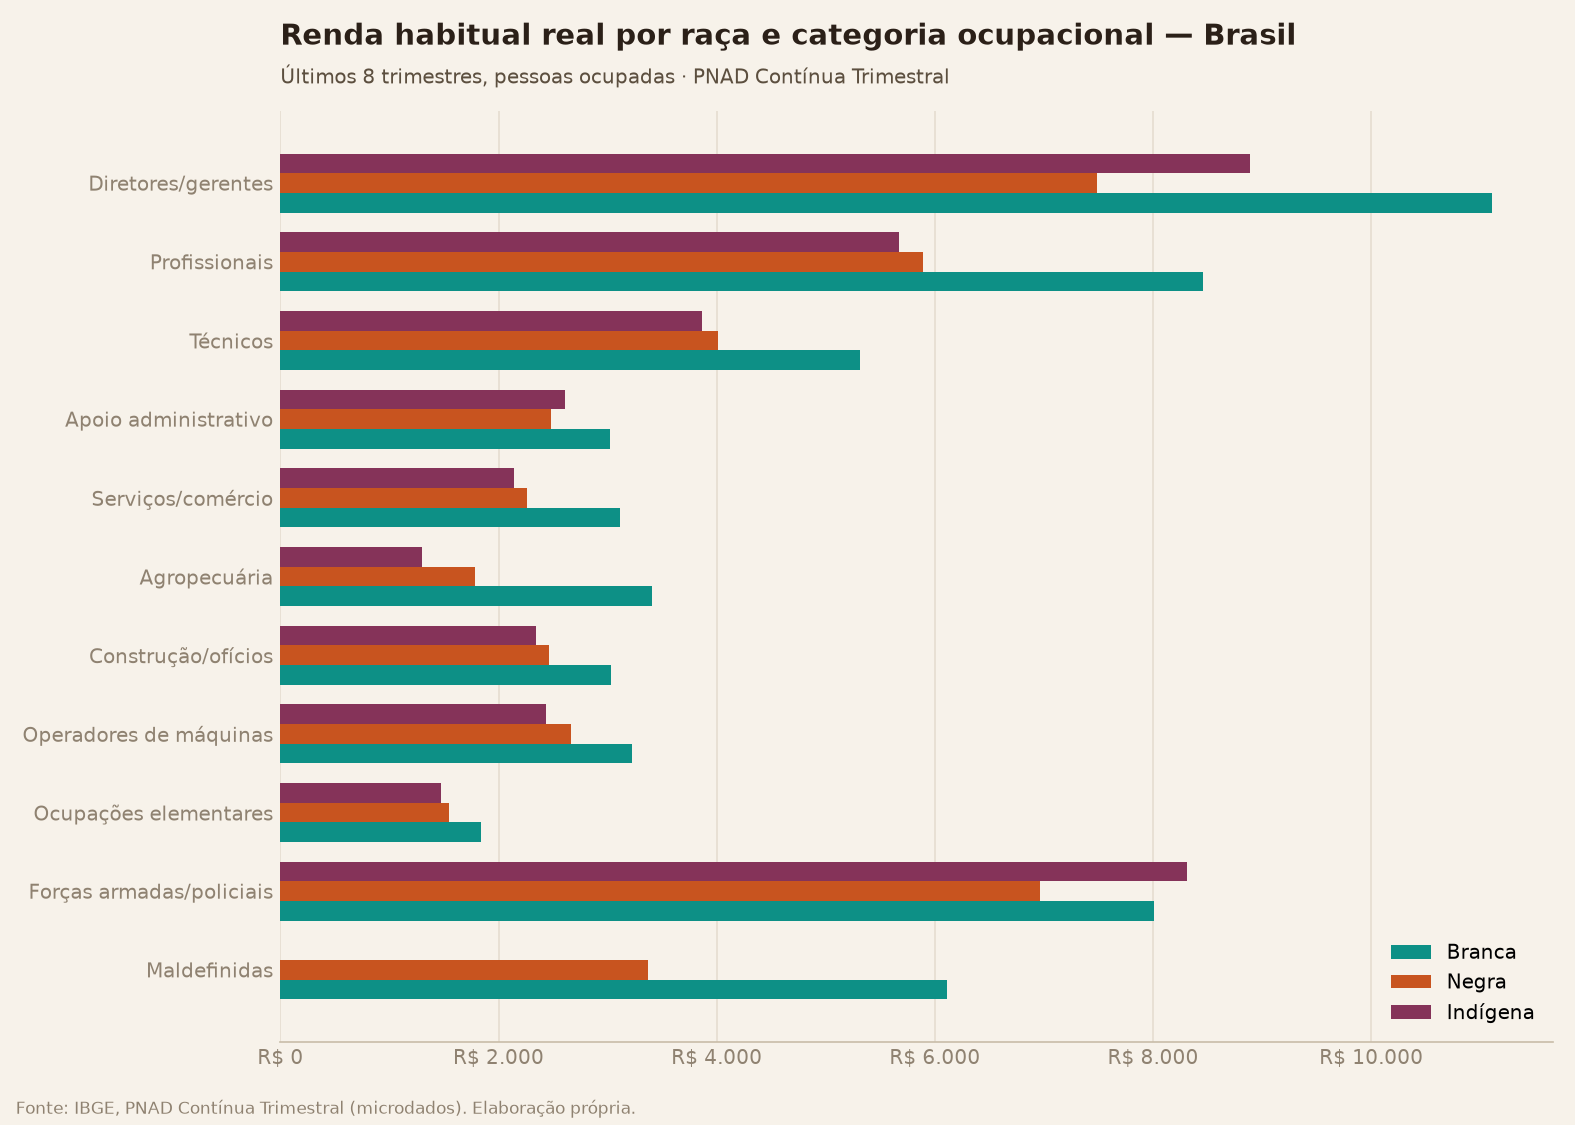 Renda habitual real por raça e categoria ocupacional — Brasil
Últimos 8 trimestres, pessoas ocupadas · PNAD Contínua Trimestral
Diretores/gerentes
Profissionais
Técnicos
Apoio administrativo
Serviços/comércio
Agropecuária
Construção/ofícios
Operadores de máquinas
Ocupações elementares
Forças armadas/policiais
Maldefinidas
Branca
Negra
Indígena
R$ 0 R$ 2.000 R$ 4.000 R$ 6.000 R$ 8.000 R$ 10.000
Fonte: IBGE, PNAD Contínua Trimestral (microdados). Elaboração própria.